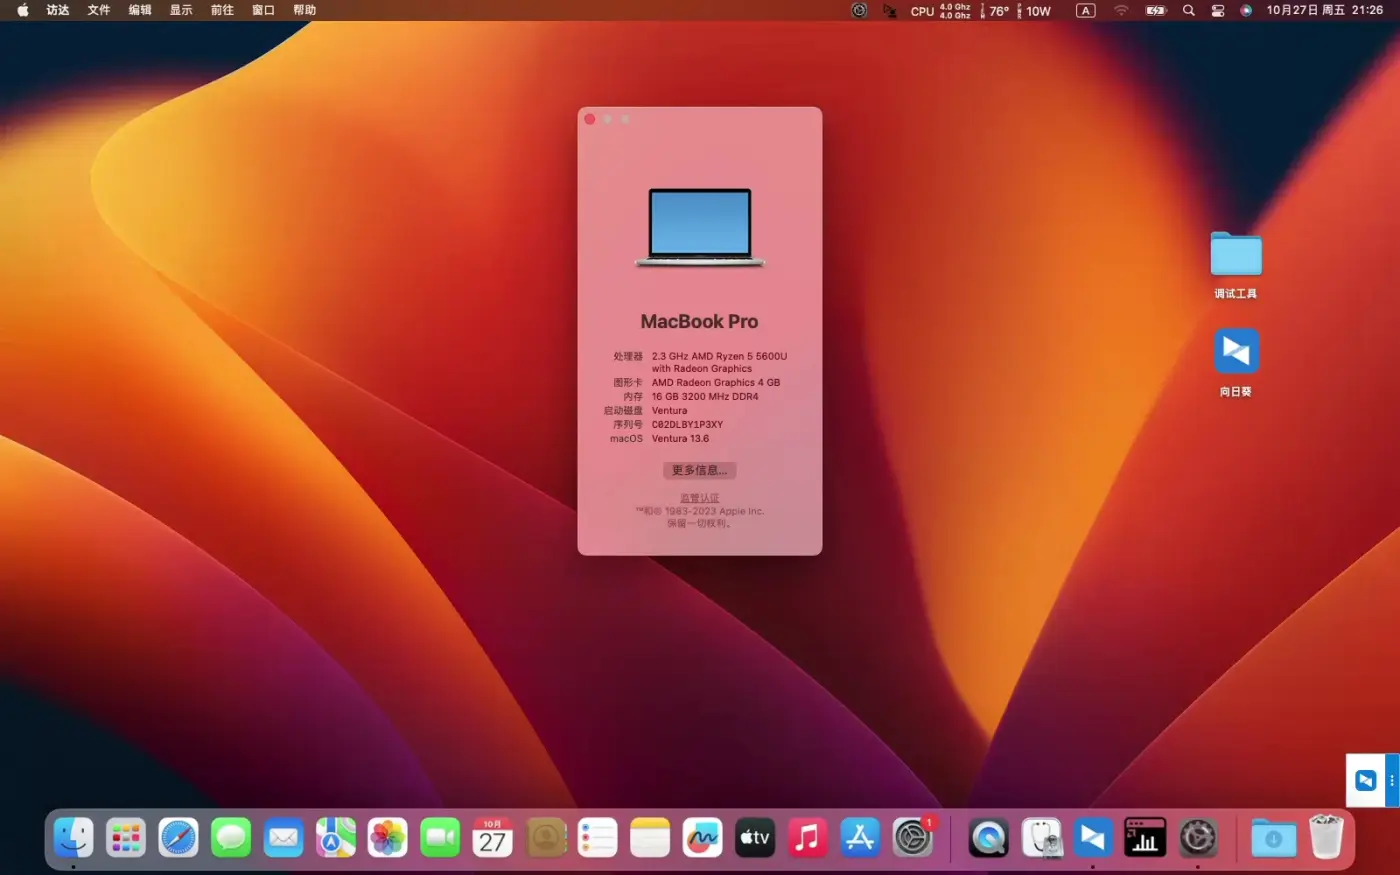 访达 文件 编辑 显示 前往 窗口 帮助
CPU 4.0 Ghz 4.0 Ghz 76° 10W A 10月27日 周五 21:26
MacBook Pro
处理器 2.3 GHz AMD Ryzen 5 5600U
with Radeon Graphics
图形卡 AMD Radeon Graphics 4 GB
内存 16 GB 3200 MHz DDR4
启动磁盘 Ventura
序列号 C02DLBY1P3XY
macOS Ventura 13.6
更多信息...
监管认证
™和© 1983-2023 Apple Inc.
保留一切权利。
调试工具
向日葵
10月
27
tv
1